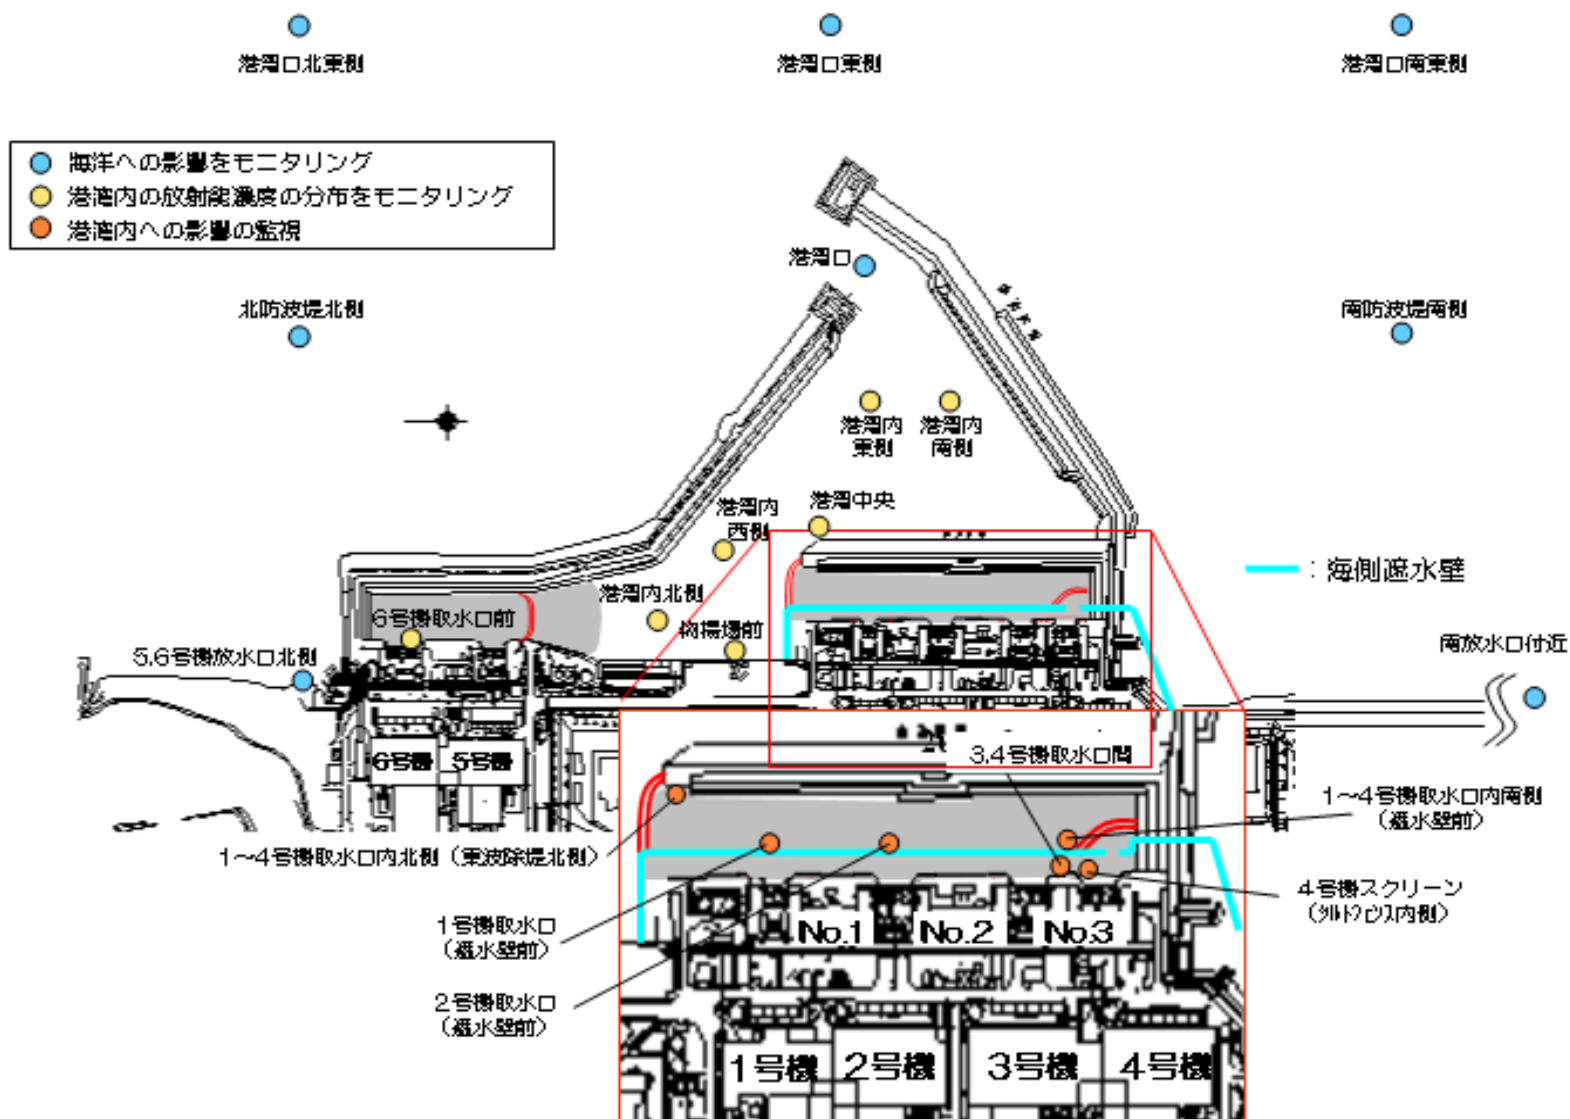 港湾口北東側
港湾口東側
港湾口南東側
海洋への影響をモニタリング
港湾内の放射能濃度の分布をモニタリング
港湾内への影響の監視
港湾口
北防波堤北側
南防波堤南側
港湾内
東側
港湾内
南側
港湾内
西側
港湾中央
:海側遮水壁
港湾内北側
6号機取水口前
物揚場前
5,6号機放水口北側
南放水口付近
6号機
5号機
3,4号機取水口間
1~4号機取水口内南側
(遮水壁前)
1~4号機取水口内北側(東波除堤北側)
4号機スクリーン
(シルトフェンス内側)
1号機取水口
(遮水壁前)
No.1
No.2
No.3
2号機取水口
(遮水壁前)
1号機
2号機
3号機
4号機